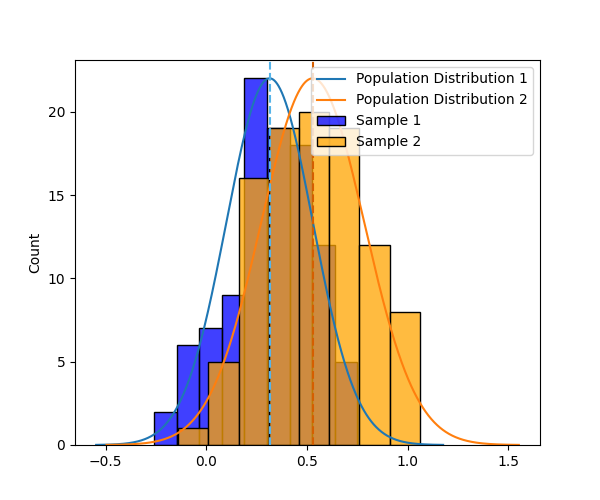 Population Distribution 1
Population Distribution 2
Sample 1
Sample 2
20
15
10
5
0
Count
−0.5 0.0 0.5 1.0 1.5